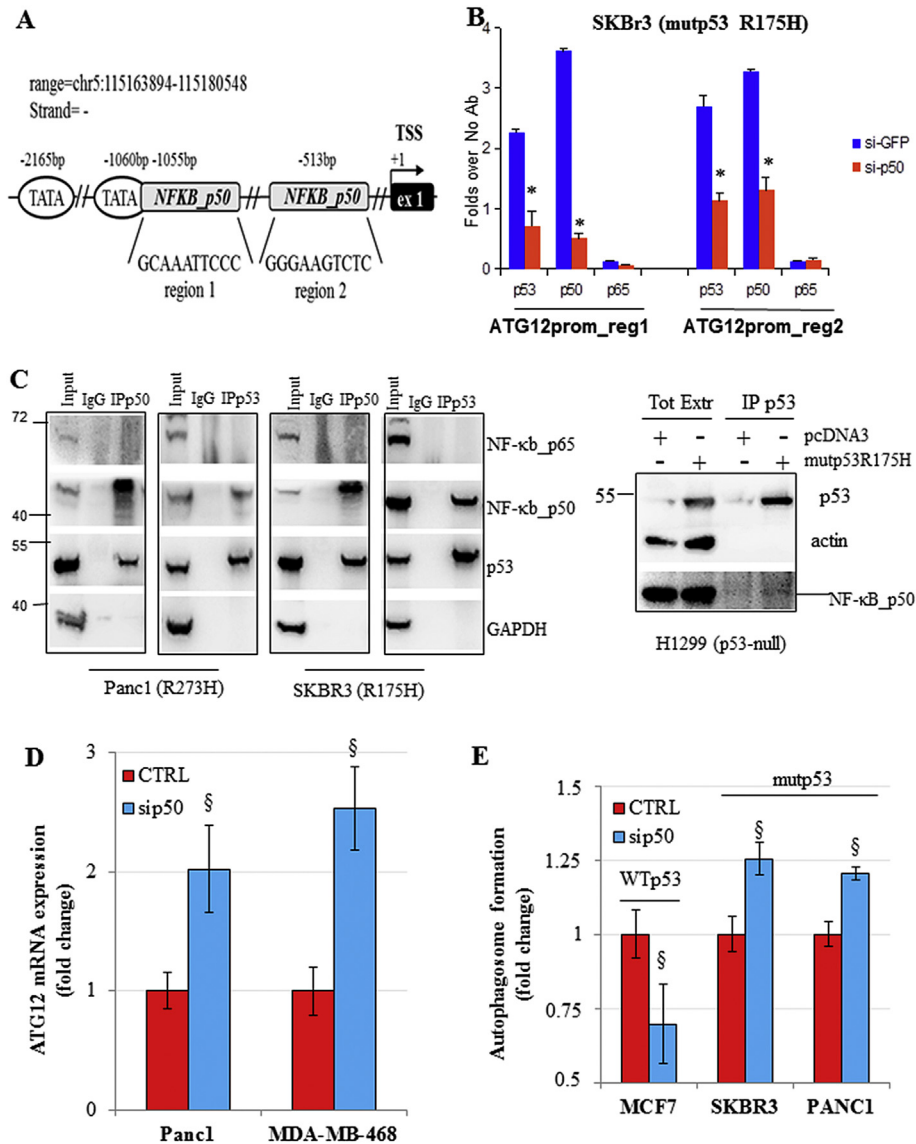 A
range=chr5:115163894-115180548
Strand= -
TSS
-2165bp -1060bp -1055bp -513bp +1
TATA // TATA NFKB_p50 // NFKB_p50 // ex 1
GCAAATTCCC GGGAAGTCTC
region 1 region 2
B
SKBr3 (mutp53 R175H)
Folds over No Ab
4
3
2
1
0
* * * *
si-GFP
si-p50
p53 p50 p65 p53 p50 p65
ATG12prom_reg1 ATG12prom_reg2
C
Input IgG IPp50 Input IgG IPp53 Input IgG IPp50 Input IgG IPp53
72
NF-κb_p65
40
NF-κb_p50
55
p53
40
GAPDH
Panc1 (R273H) SKBR3 (R175H)
Tot Extr IP p53
+ - + - pcDNA3
- + - + mutp53R175H
55
p53
actin
NF-κB_p50
H1299 (p53-null)
D
ATG12 mRNA expression
(fold change)
3
2
1
0
CTRL
sip50
§ §
Panc1 MDA-MB-468
E
Autophagosome formation
(fold change)
1.5
1.25
1
0.75
0.5
mutp53
CTRL
sip50
WTp53
§ § §
MCF7 SKBR3 PANC1